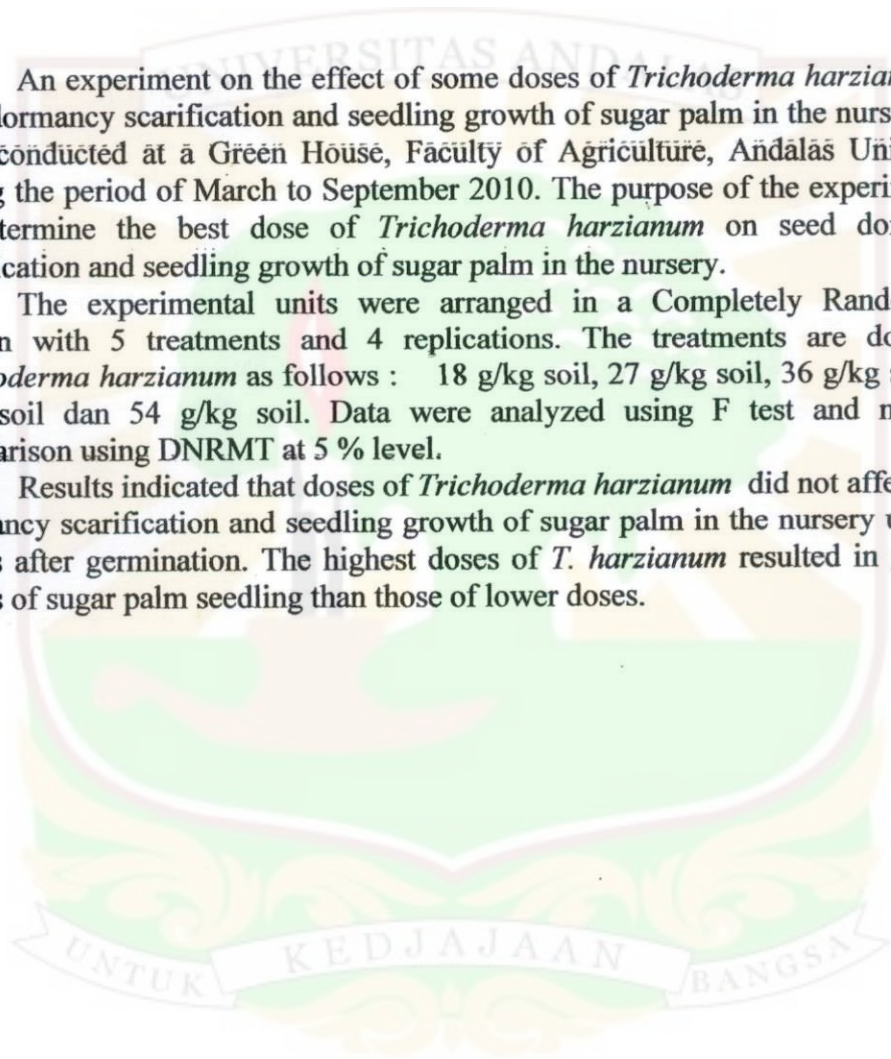 UNIVERSITAS ANDALAS
An experiment on the effect of some doses of Trichoderma harzian
lormancy scarification and seedling growth of sugar palm in the nurs
conducted at a Green House, Faculty of Agriculture, Andalas Uni
g the period of March to September 2010. The purpose of the experi
termine the best dose of Trichoderma harzianum on seed do
cation and seedling growth of sugar palm in the nursery.
The experimental units were arranged in a Completely Rand
n with 5 treatments and 4 replications. The treatments are do
oderma harzianum as follows : 18 g/kg soil, 27 g/kg soil, 36 g/kg
soil dan 54 g/kg soil. Data were analyzed using F test and m
arison using DNRMT at 5 % level.
Results indicated that doses of Trichoderma harzianum did not affe
ncy scarification and seedling growth of sugar palm in the nursery u
s after germination. The highest doses of T. harzianum resulted in
s of sugar palm seedling than those of lower doses.
UNTUK KEDJAJAAN BANGSA